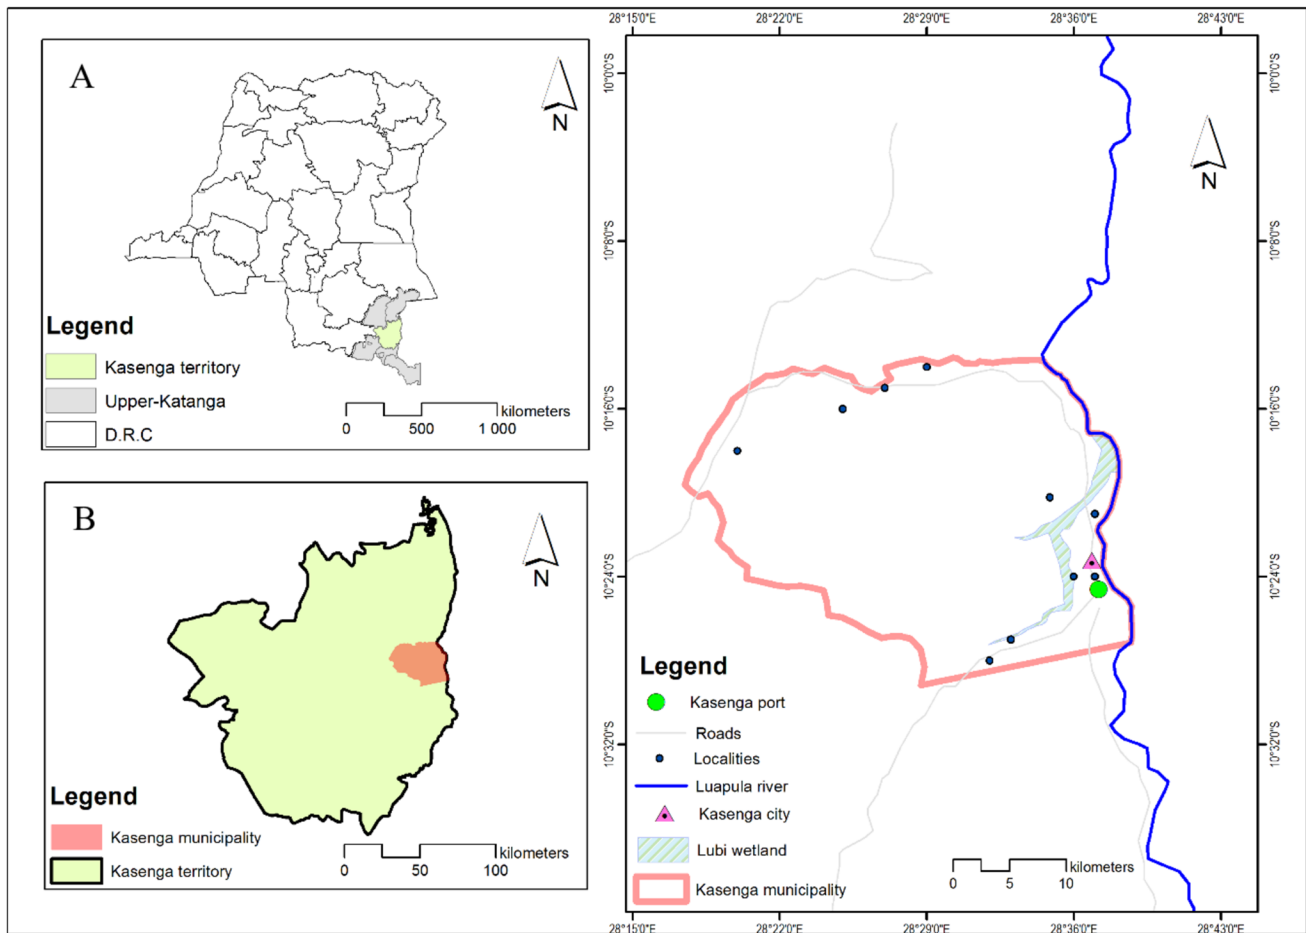 A
N
Legend
Kasenga territory
Upper-Katanga
D.R.C
kilometers
0 500 1 000
B
N
Legend
Kasenga municipality
Kasenga territory
kilometers
0 50 100
28°15'0"E 28°22'0"E 28°29'0"E 28°36'0"E 28°43'0"E
10°0'0"S
10°8'0"S
10°16'0"S
10°24'0"S
10°32'0"S
N
10°0'0"S
10°8'0"S
10°16'0"S
10°24'0"S
10°32'0"S
Legend
Kasenga port
Roads
Localities
Luapula river
Kasenga city
Lubi wetland
Kasenga municipality
kilometers
0 5 10
28°15'0"E 28°22'0"E 28°29'0"E 28°36'0"E 28°43'0"E